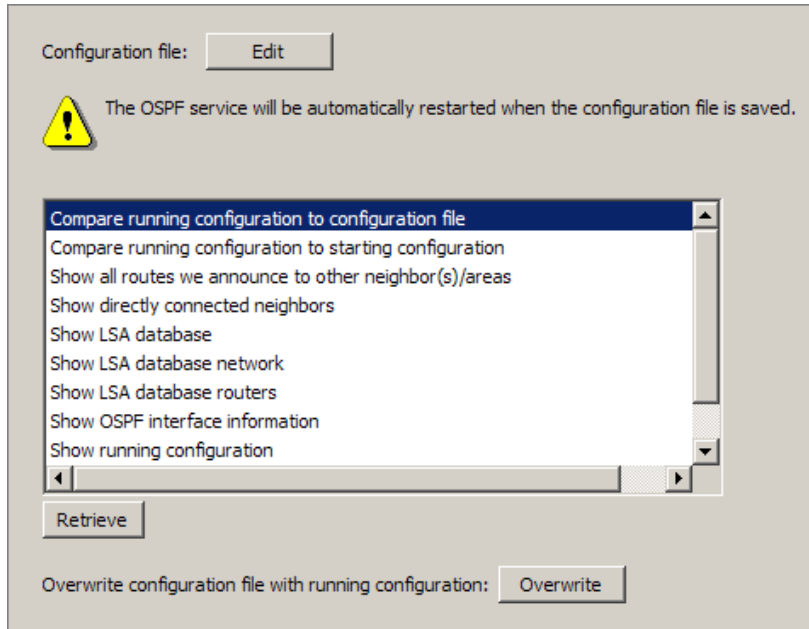 Configuration file: Edit
The OSPF service will be automatically restarted when the configuration file is saved.
Compare running configuration to configuration file
Compare running configuration to starting configuration
Show all routes we announce to other neighbor(s)/areas
Show directly connected neighbors
Show LSA database
Show LSA database network
Show LSA database routers
Show OSPF interface information
Show running configuration
Retrieve
Overwrite configuration file with running configuration: Overwrite